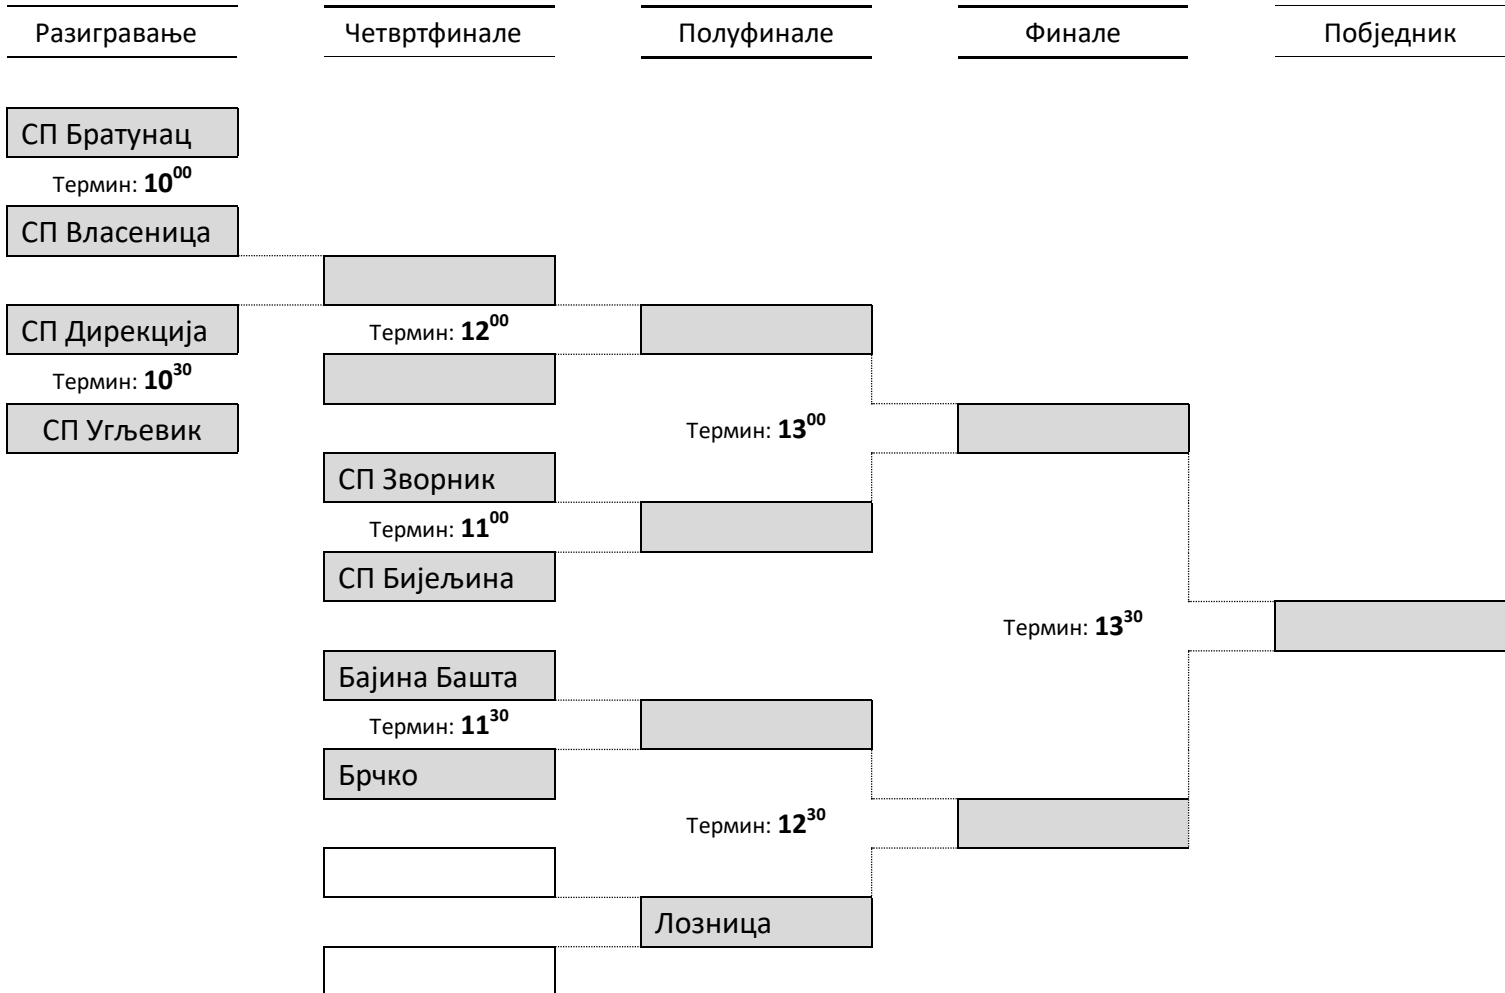 Разигравање
Четвртфинале
Полуфинале
Финале
Побједник
СП Братунац
Термин: 10⁰⁰
СП Власеница
СП Дирекција
Термин: 12⁰⁰
Термин: 10³⁰
СП Угљевик
Термин: 13⁰⁰
СП Зворник
Термин: 11⁰⁰
СП Бијељина
Термин: 13³⁰
Бајина Башта
Термин: 11³⁰
Брчко
Термин: 12³⁰
Лозница